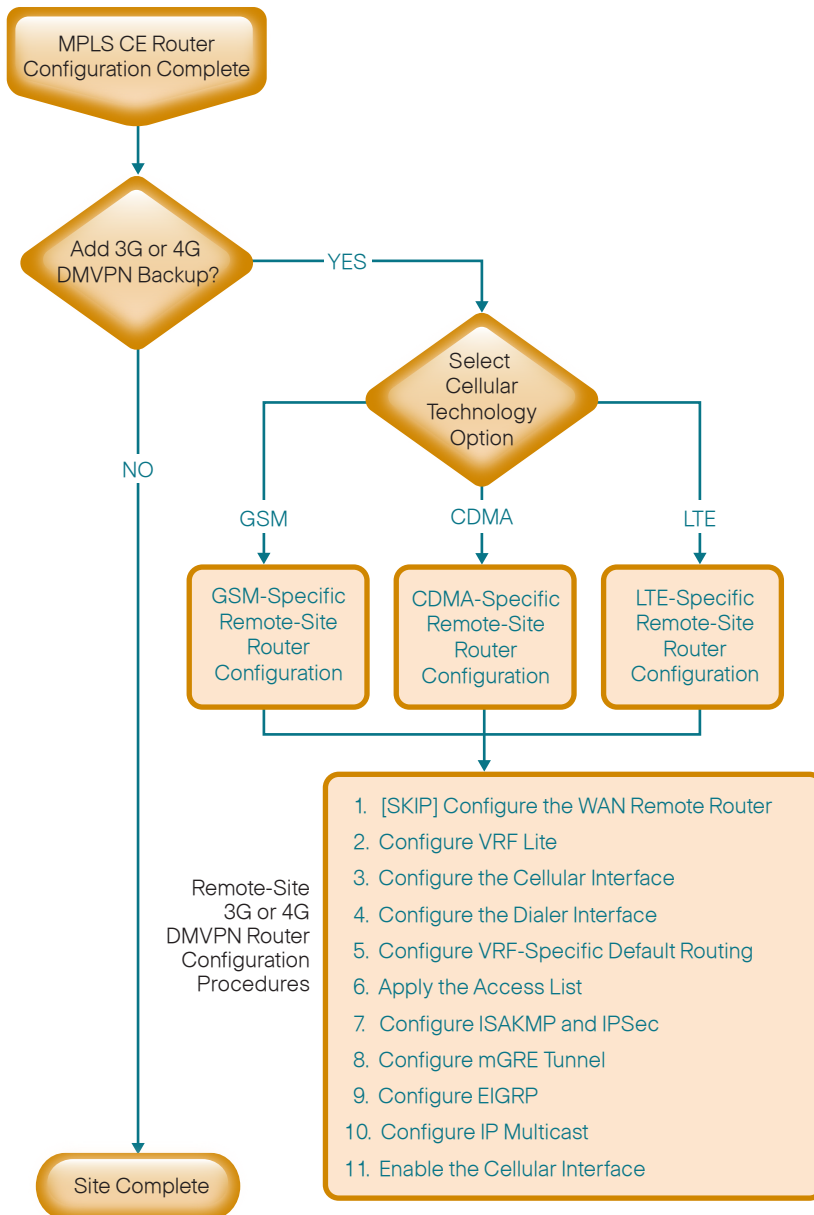 MPLS CE Router
Configuration Complete
Add 3G or 4G
DMVPN Backup?
YES
Select
Cellular
Technology
Option
NO
GSM
CDMA
LTE
GSM-Specific
Remote-Site
Router
Configuration
CDMA-Specific
Remote-Site
Router
Configuration
LTE-Specific
Remote-Site
Router
Configuration
Remote-Site
3G or 4G
DMVPN Router
Configuration
Procedures
1. [SKIP] Configure the WAN Remote Router
2. Configure VRF Lite
3. Configure the Cellular Interface
4. Configure the Dialer Interface
5. Configure VRF-Specific Default Routing
6. Apply the Access List
7. Configure ISAKMP and IPSec
8. Configure mGRE Tunnel
9. Configure EIGRP
10. Configure IP Multicast
11. Enable the Cellular Interface
Site Complete